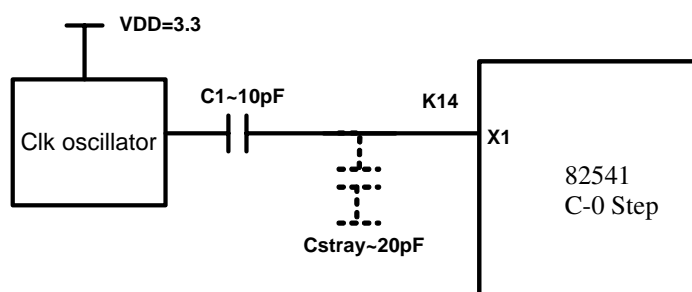 VDD=3.3
C1~10pF
K14
Clk oscillator
X1
82541
C-0 Step
Cstray~20pF